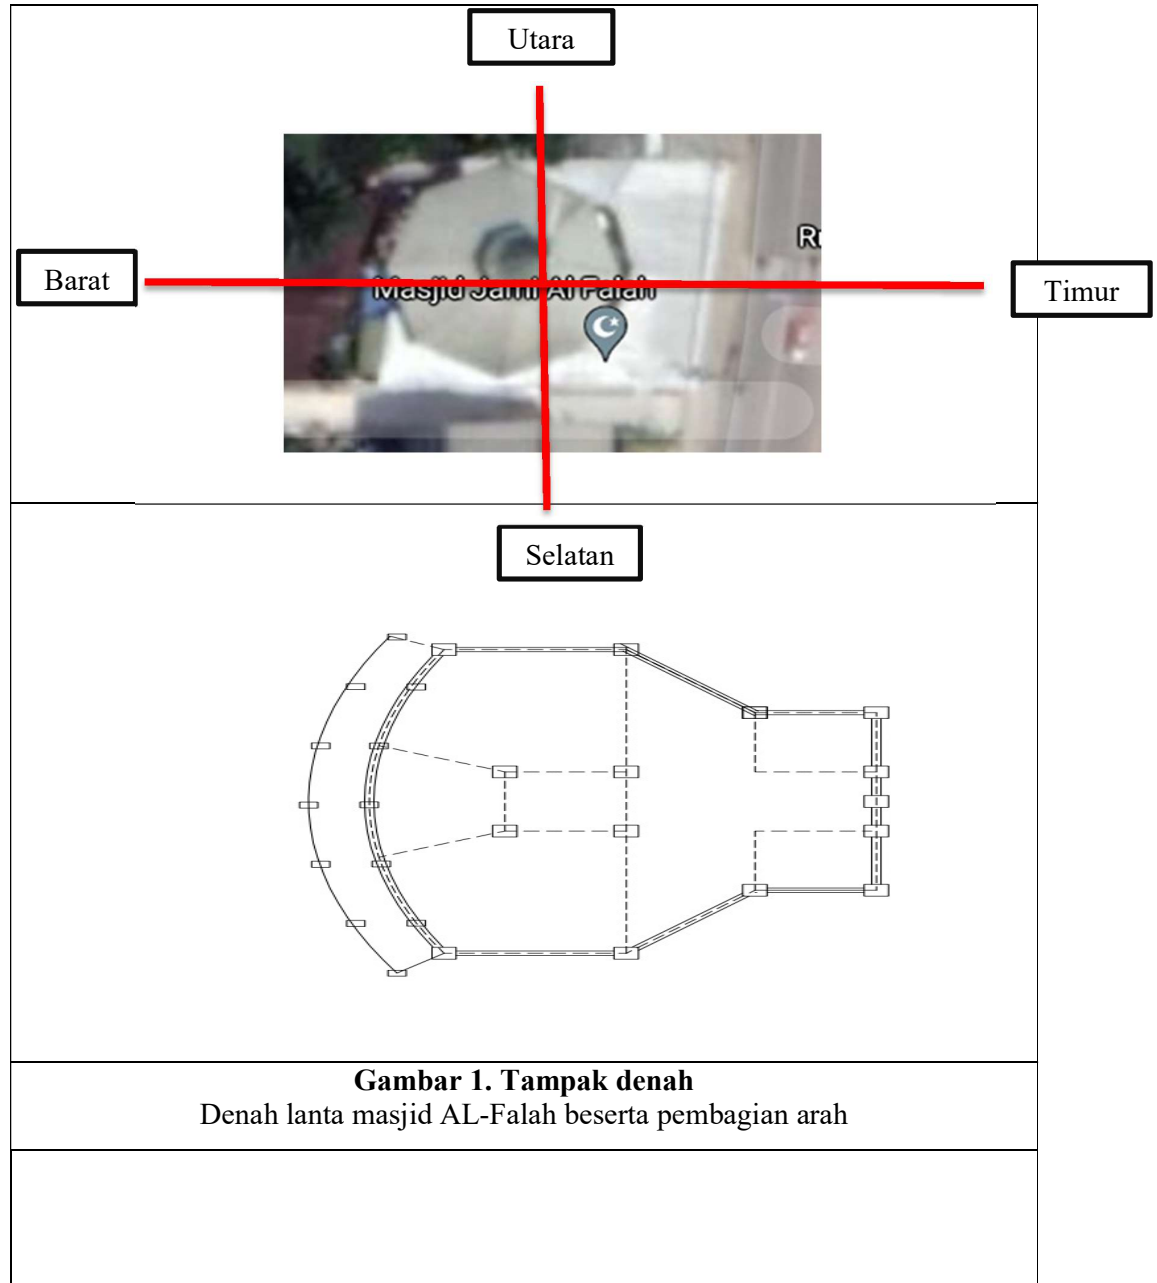 Utara
Barat
Masjid Jami Al Falah
Timur
Selatan
Gambar 1. Tampak denah
Denah lanta masjid AL-Falah beserta pembagian arah